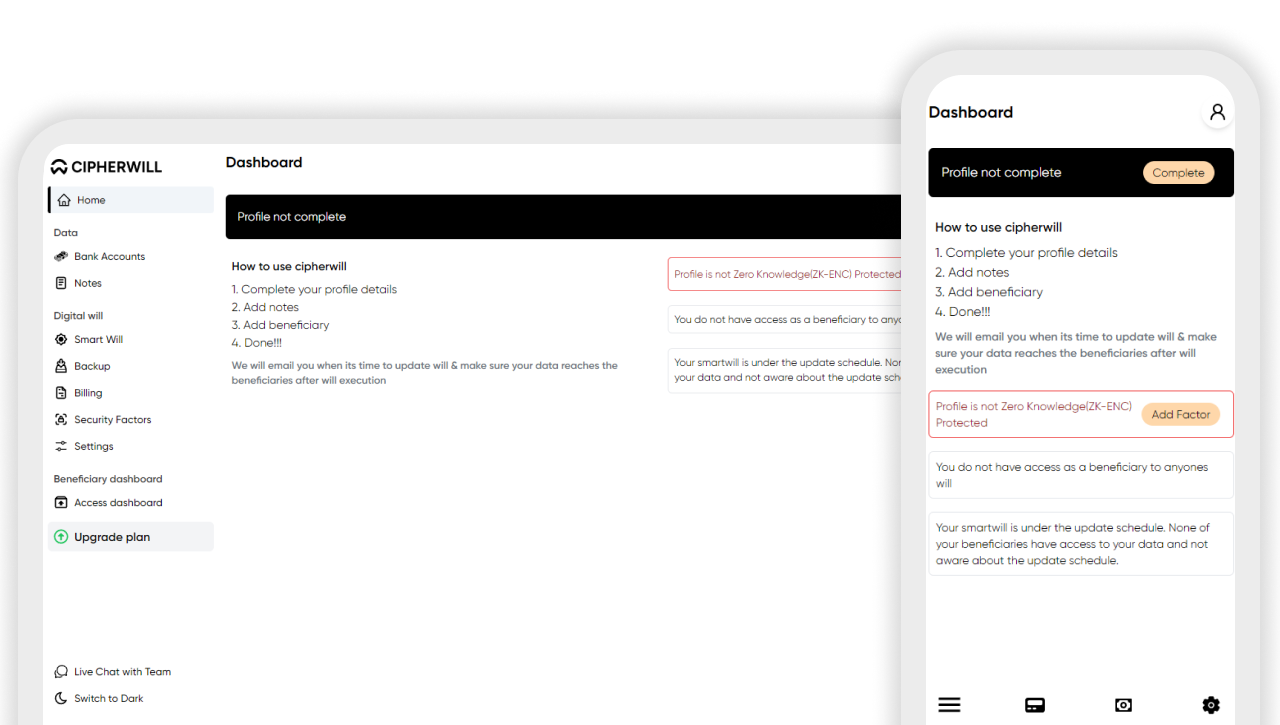 CIPHERWILL
Home
Data
Bank Accounts
Notes
Digital will
Smart Will
Backup
Billing
Security Factors
Settings
Beneficiary dashboard
Access dashboard
Upgrade plan
Live Chat with Team
Switch to Dark
Dashboard
Profile not complete
How to use cipherwill
1. Complete your profile details
2. Add notes
3. Add beneficiary
4. Done!!!
We will email you when its time to update will & make sure your data reaches the
beneficiaries after will execution
Profile is not Zero Knowledge(ZK-ENC) Protected
You do not have access as a beneficiary to
Your smartwill is under the update schedule.
your data and not aware about the update
Dashboard
Profile not complete
Complete
How to use cipherwill
1. Complete your profile details
2. Add notes
3. Add beneficiary
4. Done!!!
We will email you when its time to update will & make
sure your data reaches the beneficiaries after will
execution
Profile is not Zero Knowledge(ZK-ENC)
Protected
Add Factor
You do not have access as a beneficiary to anyones
will
Your smartwill is under the update schedule. None of
your beneficiaries have access to your data and not
aware about the update schedule.